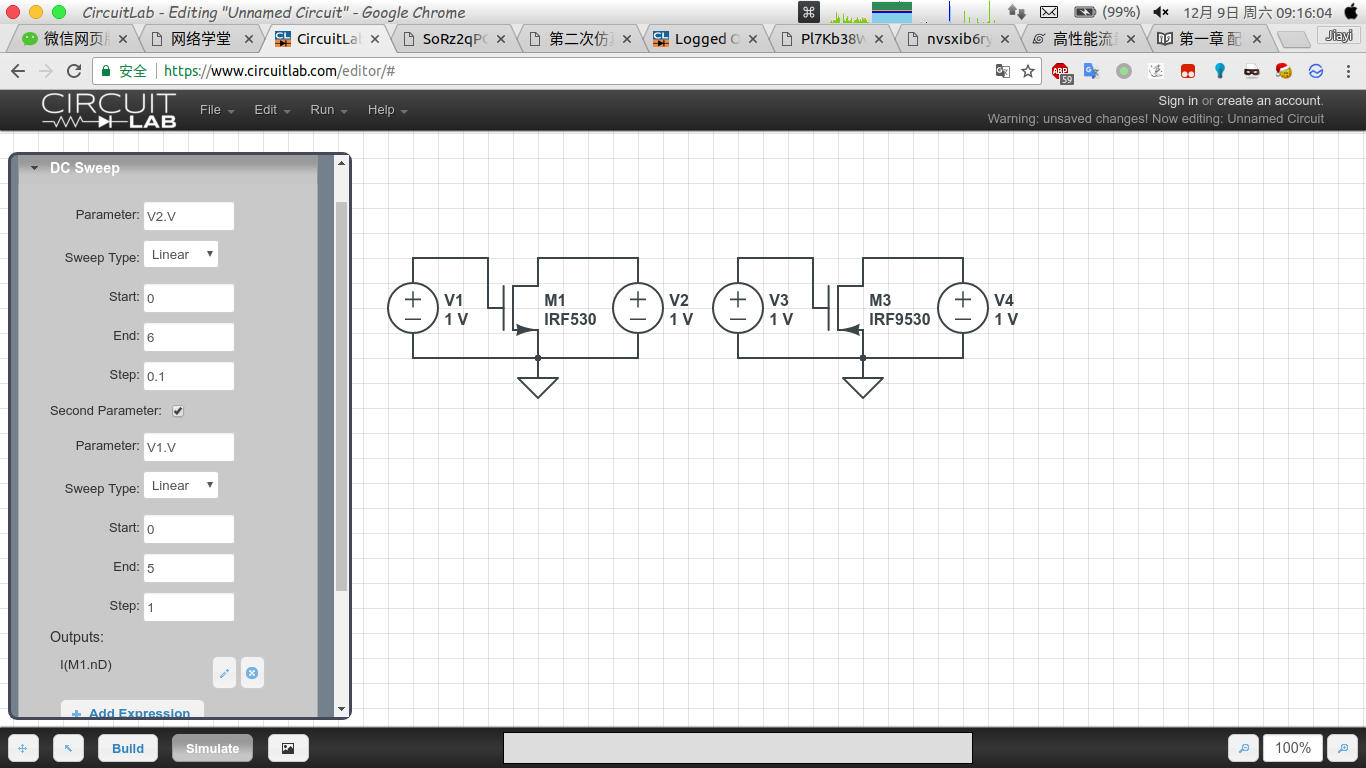 CircuitLab - Editing "Unnamed Circuit" - Google Chrome
(99%)
12月 9日 周六 09:16:04
微信网页
网络学堂
CircuitLa
SoRz2qP
第二次仿
Logged
Pl7Kb38
nvsxib6r
高性能流
第一章 配
Jiayi
安全
https://www.circuitlab.com/editor/#
ABP
59
CIRCUIT
LAB
File
Edit
Run
Help
Sign in or create an account.
Warning: unsaved changes! Now editing: Unnamed Circuit
DC Sweep
Parameter: V2.V
Sweep Type: Linear
Start: 0
End: 6
Step: 0.1
Second Parameter:
Parameter: V1.V
Sweep Type: Linear
Start: 0
End: 5
Step: 1
Outputs:
I(M1.nD)
+ Add Expression
V1
1 V
M1
IRF530
V2
1 V
V3
1 V
M3
IRF9530
V4
1 V
Build
Simulate
100%